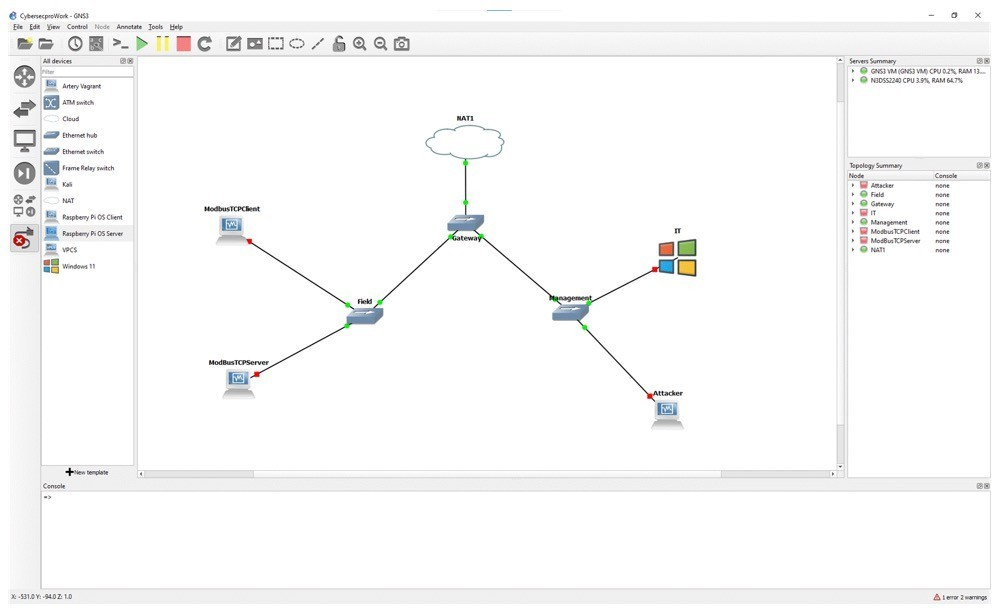 CybersecproWork - GNS3
File Edit View Control Node Annotate Tools Help
All devices
Filter
Artery Vagrant
ATM switch
Cloud
Ethernet hub
Ethernet switch
Frame Relay switch
Kali
NAT
Raspberry Pi OS Client
Raspberry Pi OS Server
VPCS
Windows 11
New template
NAT1
ModbusTCPClient
Gateway
IT
Field
Management
ModBusTCPServer
Attacker
Servers Summary
GNS3 VM (GNS3 VM) CPU 0.2%, RAM 13....
N3DSS2240 CPU 3.9%, RAM 64.7%
Topology Summary
Node Console
Attacker none
Field none
Gateway none
IT none
Management none
ModbusTCPClient none
ModBusTCPServer none
NAT1 none
Console
=>
X: -531.0 Y: -94.0 Z: 1.0
1 error 2 warnings